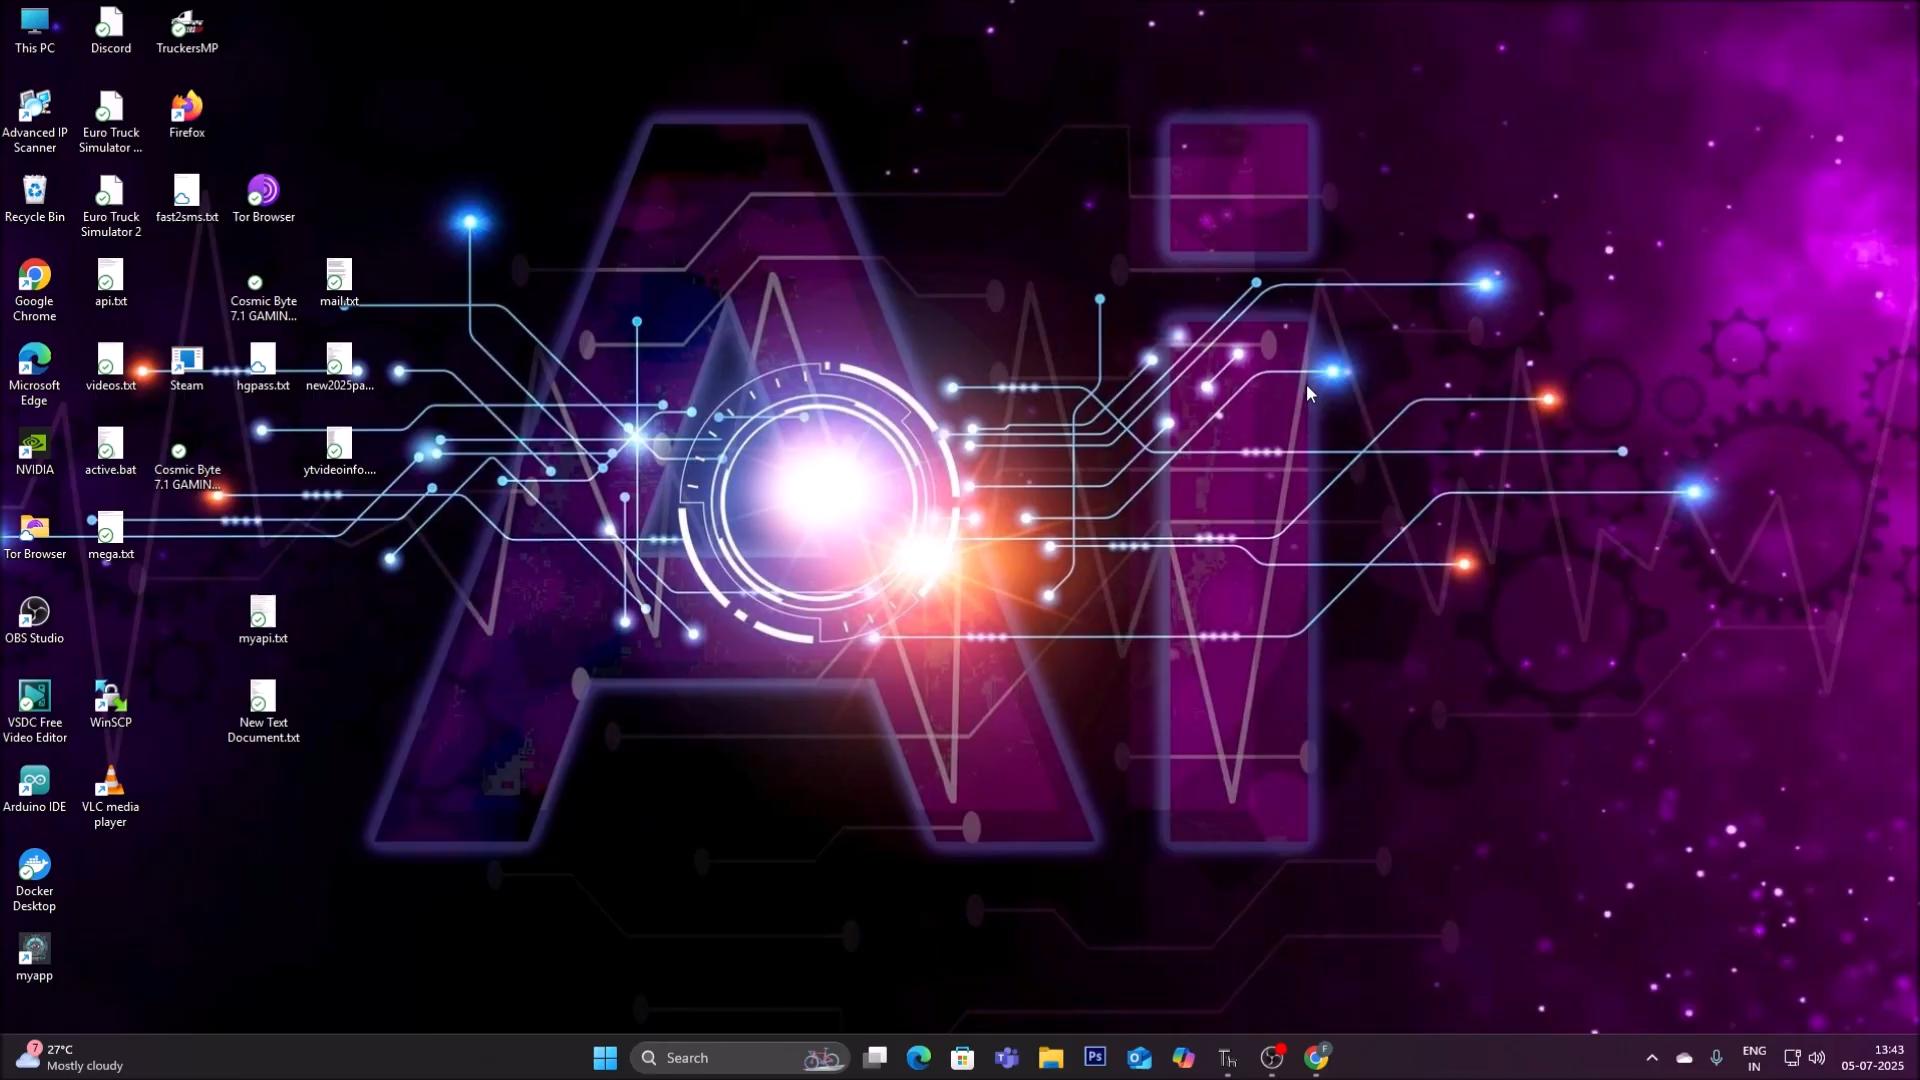 This PC
Discord
TruckersMP
Advanced IP
Scanner
Euro Truck
Simulator ...
Firefox
Recycle Bin
Euro Truck
Simulator 2
fast2sms.txt
Tor Browser
Google
Chrome
api.txt
Cosmic Byte
7.1 GAMIN...
mail.txt
Microsoft
Edge
videos.txt
Steam
hgpass.txt
new2025pa...
NVIDIA
active.bat
Cosmic Byte
7.1 GAMIN...
ytvideoinfo....
Tor Browser
mega.txt
OBS Studio
myapi.txt
VSDC Free
Video Editor
WinSCP
New Text
Document.txt
Arduino IDE
VLC media
player
Docker
Desktop
myapp
Ai
7
27°C
Mostly cloudy
Search
Ps
F
ENG
IN
13:43
05-07-2025